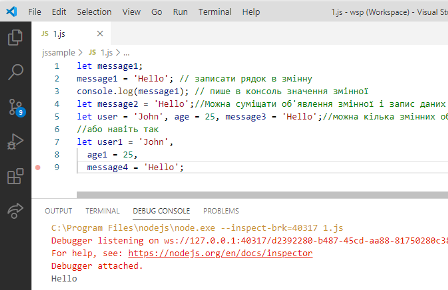 File Edit Selection View Go Run Terminal Help 1.js - wsp (Workspace) - Visual
1.js
jssample > 1.js > ...
1 let message1;
2 message1 = 'Hello'; // записати рядок в змінну
3 console.log(message1); // пише в консоль значення змінної
4 let message2 = 'Hello';//Можна суміщати об'явлення змінної і запис даних
5 let user = 'John', age = 25, message3 = 'Hello';//можна кілька змінних об
6 //або навіть так
7 let user1 = 'John',
8 age1 = 25,
9 message4 = 'Hello';
9
OUTPUT TERMINAL DEBUG CONSOLE PROBLEMS
C:\Program Files\nodejs\node.exe --inspect-brk=40317 1.js
Debugger listening on ws://127.0.0.1:40317/d2392280-b487-45cd-aa88-81750280c38
For help, see: https://nodejs.org/en/docs/inspector
Debugger attached.
Hello